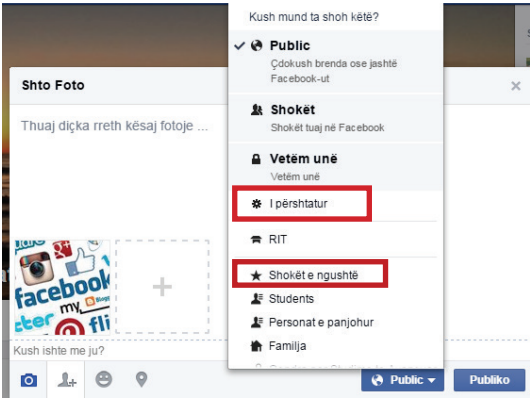 Kush mund ta shoh këtë?
Public
Çdokush brenda ose jashtë
Facebook-ut
Shto Foto
Thuaj diçka rreth kësaj fotoje ...
Shokët
Shokët tuaj në Facebook
Vetëm unë
Vetëm unë
I përshtatur
RIT
Shokët e ngushtë
Students
Personat e panjohur
Familja
facebook
my
fli
Kush ishte me ju?
Public
Publiko